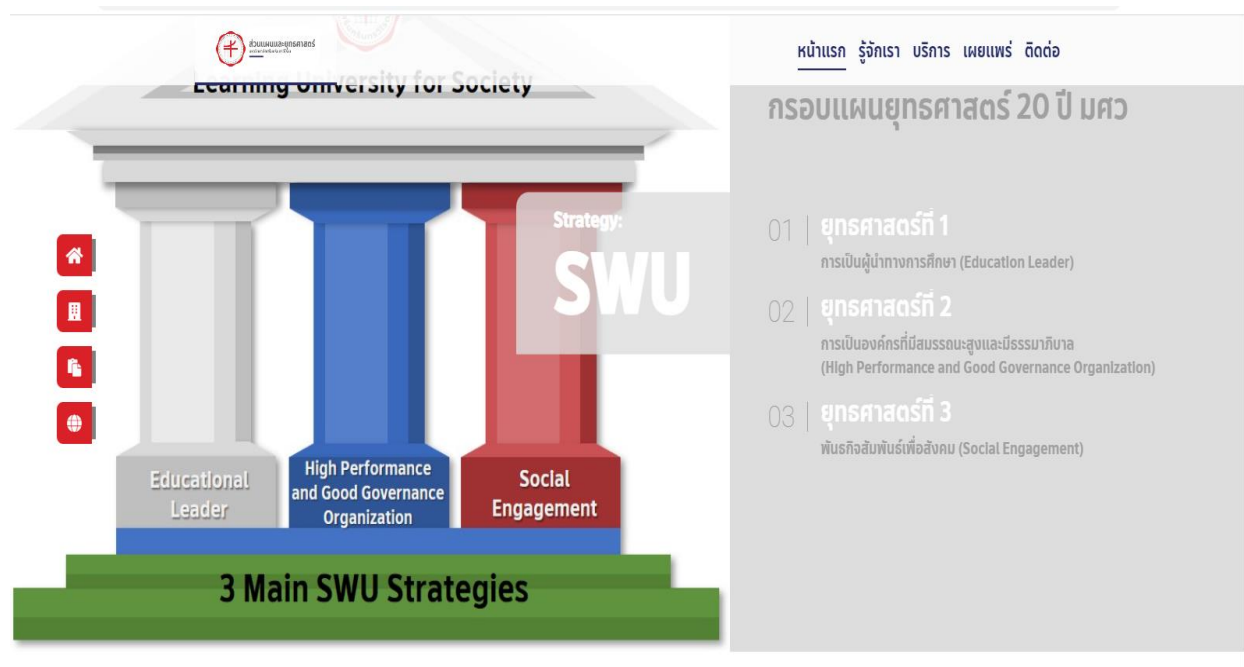 ส่วนแผนและยุทธศาสตร์
หน้าแรก รู้จักเรา บริการ เผยแพร่ ติดต่อ
Learning University for Society
Strategy:
SWU
Educational
Leader
High Performance
and Good Governance
Organization
Social
Engagement
3 Main SWU Strategies
กรอบแผนยุทธศาสตร์ 20 ปี มศว
01 ยุทธศาสตร์ที่ 1
การเป็นผู้นำทางการศึกษา (Education Leader)
02 ยุทธศาสตร์ที่ 2
การเป็นองค์กรที่มีสมรรถนะสูงและมีธรรมาภิบาล
(High Performance and Good Governance Organization)
03 ยุทธศาสตร์ที่ 3
พันธกิจสัมพันธ์เพื่อสังคม (Social Engagement)